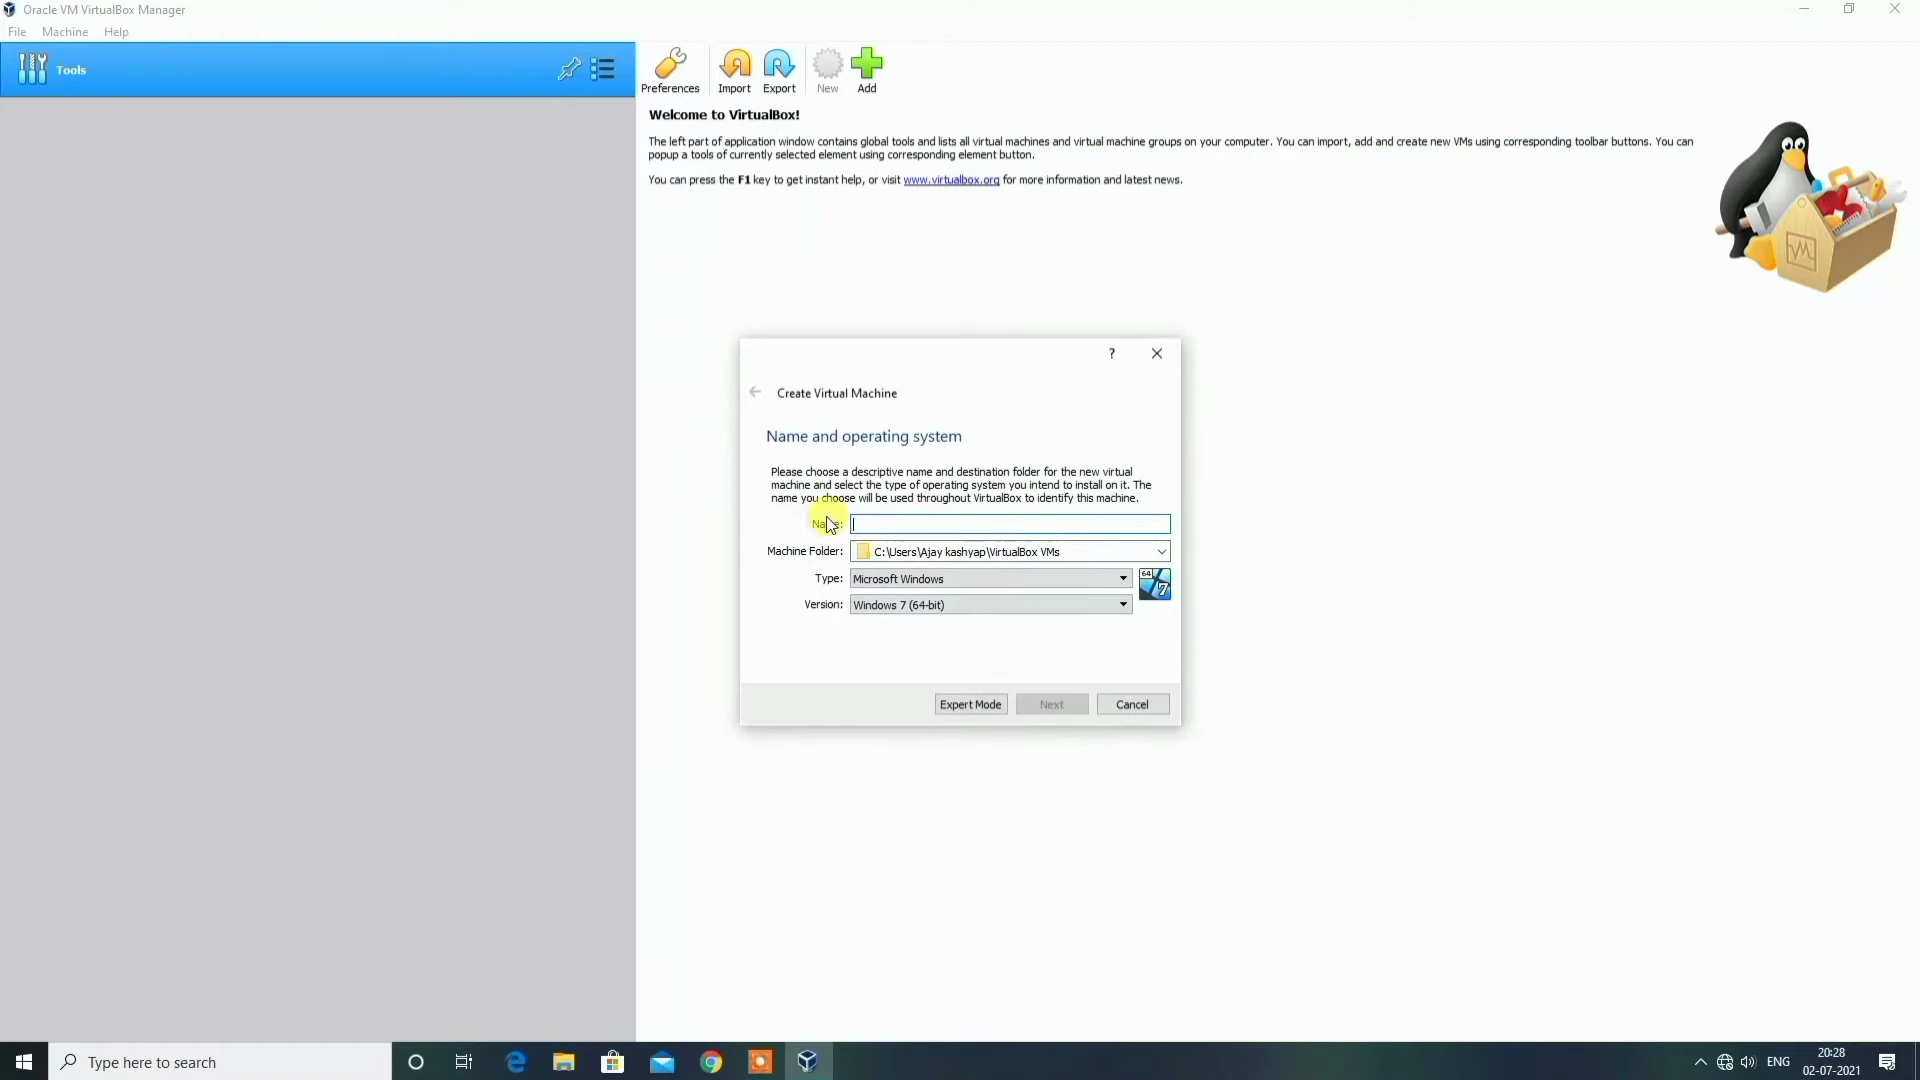 Oracle VM VirtualBox Manager
File Machine Help
Tools
Preferences Import Export New Add
Welcome to VirtualBox!
The left part of application window contains global tools and lists all virtual machines and virtual machine groups on your computer. You can import, add and create new VMs using corresponding toolbar buttons. You can
popup a tools of currently selected element using corresponding element button.
You can press the F1 key to get instant help, or visit www.virtualbox.org for more information and latest news.
?
Create Virtual Machine
Name and operating system
Please choose a descriptive name and destination folder for the new virtual
machine and select the type of operating system you intend to install on it. The
name you choose will be used throughout VirtualBox to identify this machine.
Name:
Machine Folder: C:\Users\Ajay kashyap\VirtualBox VMs
Type: Microsoft Windows
64
7
Version: Windows 7 (64-bit)
Expert Mode Next Cancel
Type here to search
ENG
20:28
02-07-2021